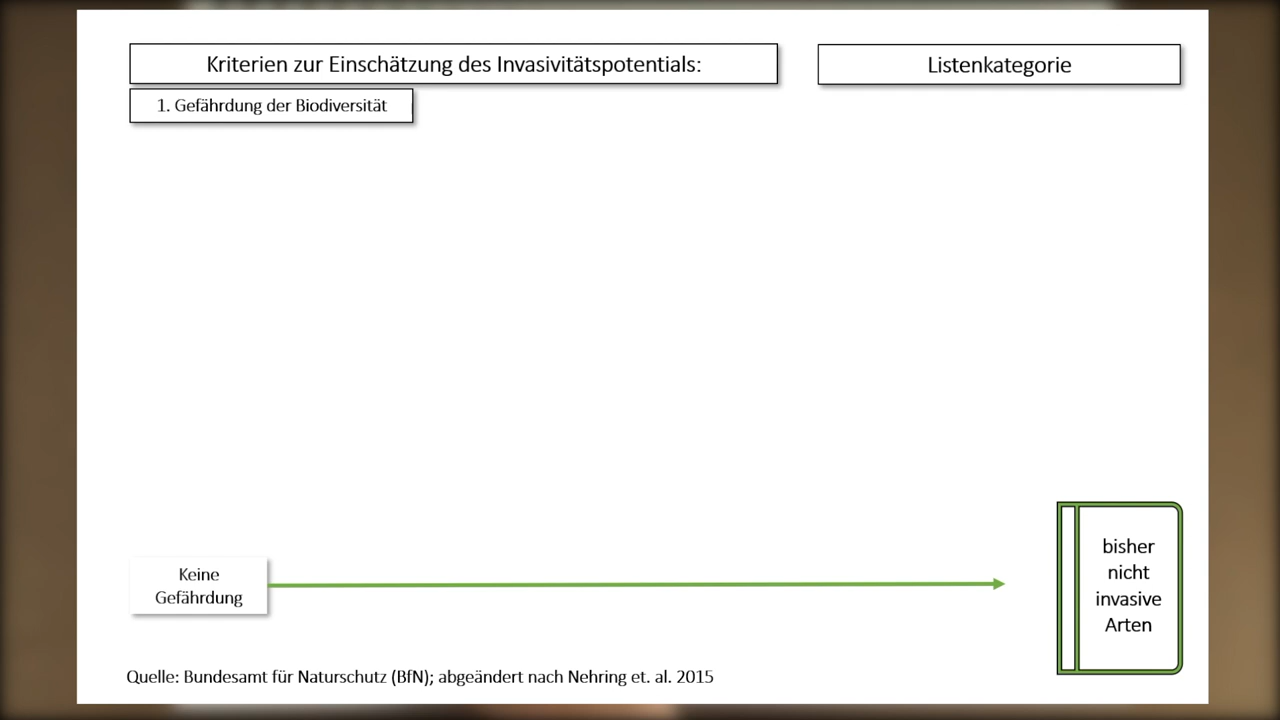 Kriterien zur Einschätzung des Invasivitätspotentials:
Listenkategorie
1. Gefährdung der Biodiversität
Keine
Gefährdung
bisher
nicht
invasive
Arten
Quelle: Bundesamt für Naturschutz (BfN); abgeändert nach Nehring et. al. 2015